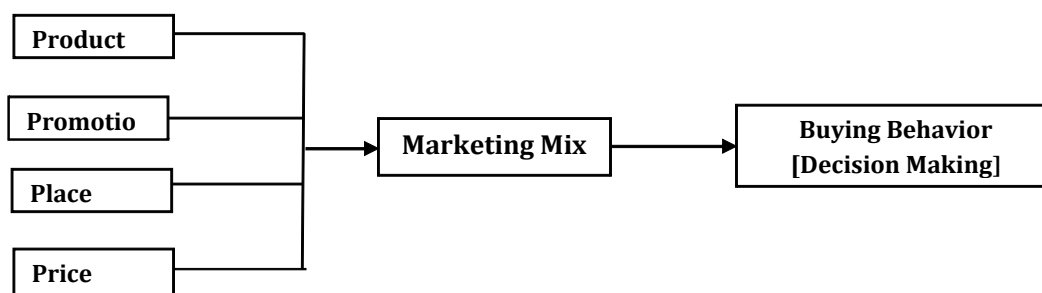 Product
Promotio
Place
Price
Marketing Mix
Buying Behavior
[Decision Making]